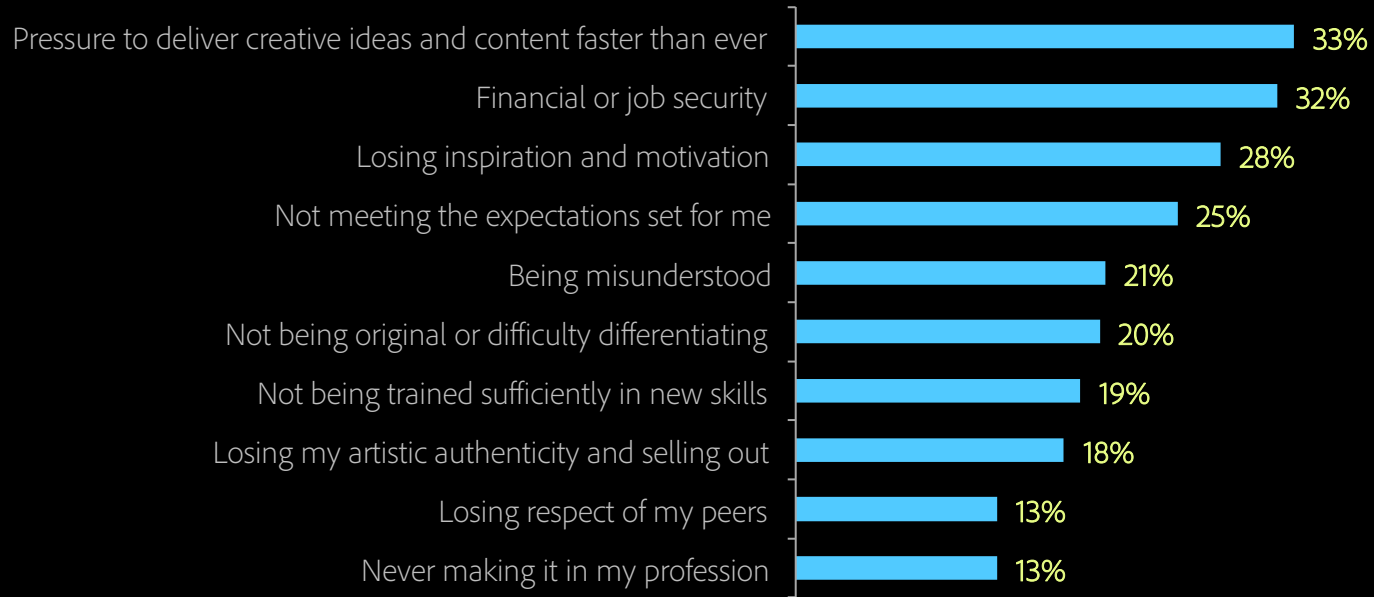 Pressure to deliver creative ideas and content faster than ever 33%
Financial or job security 32%
Losing inspiration and motivation 28%
Not meeting the expectations set for me 25%
Being misunderstood 21%
Not being original or difficulty differentiating 20%
Not being trained sufficiently in new skills 19%
Losing my artistic authenticity and selling out 18%
Losing respect of my peers 13%
Never making it in my profession 13%